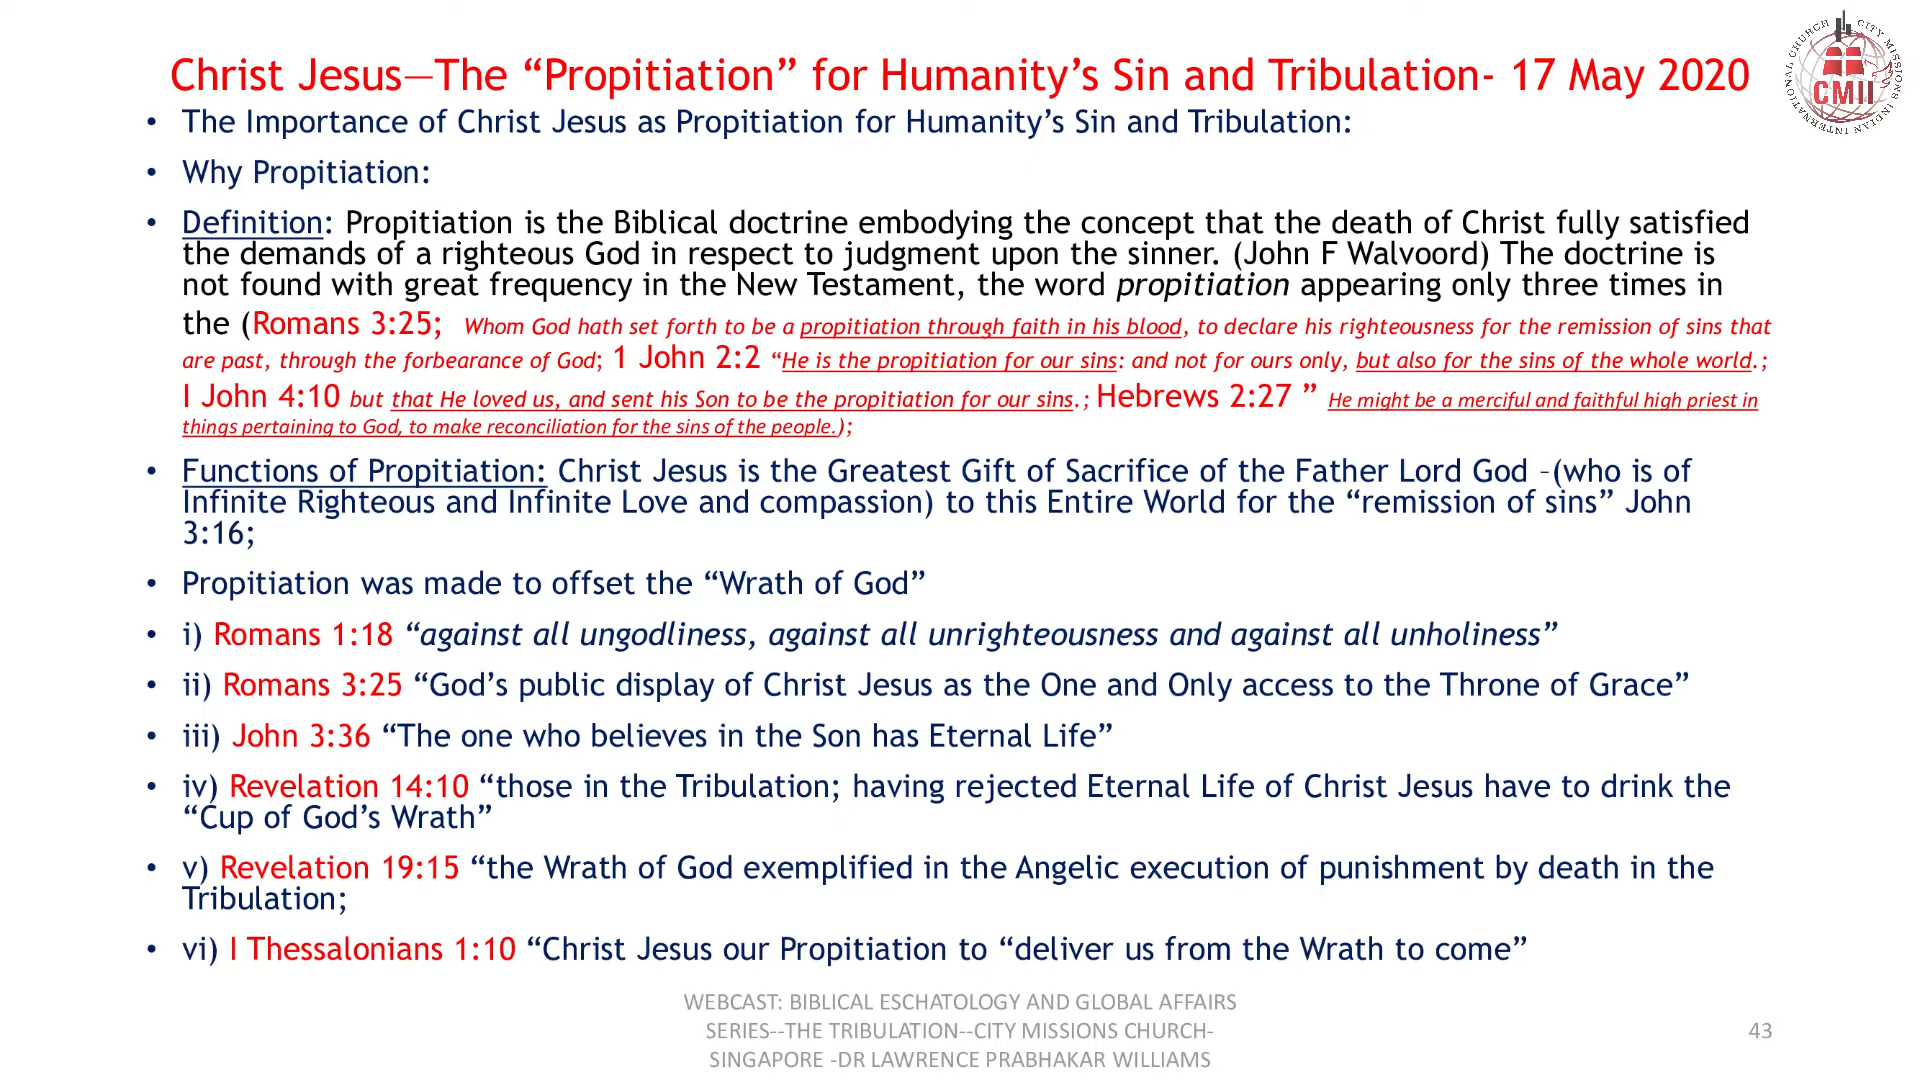 Christ Jesus—The “Propitiation” for Humanity’s Sin and Tribulation- 17 May 2020
INTERNATIONAL CHURCH CITY MISSIONS IN INDIAN
CMII
• The Importance of Christ Jesus as Propitiation for Humanity’s Sin and Tribulation:
• Why Propitiation:
• Definition: Propitiation is the Biblical doctrine embodying the concept that the death of Christ fully satisfied
the demands of a righteous God in respect to judgment upon the sinner. (John F Walvoord) The doctrine is
not found with great frequency in the New Testament, the word propitiation appearing only three times in
the (Romans 3:25; Whom God hath set forth to be a propitiation through faith in his blood, to declare his righteousness for the remission of sins that
are past, through the forbearance of God; 1 John 2:2 “He is the propitiation for our sins: and not for ours only, but also for the sins of the whole world.;
I John 4:10 but that He loved us, and sent his Son to be the propitiation for our sins.; Hebrews 2:27 ” He might be a merciful and faithful high priest in
things pertaining to God, to make reconciliation for the sins of the people.);
• Functions of Propitiation: Christ Jesus is the Greatest Gift of Sacrifice of the Father Lord God –(who is of
Infinite Righteous and Infinite Love and compassion) to this Entire World for the “remission of sins” John
3:16;
• Propitiation was made to offset the “Wrath of God”
• i) Romans 1:18 “against all ungodliness, against all unrighteousness and against all unholiness”
• ii) Romans 3:25 “God’s public display of Christ Jesus as the One and Only access to the Throne of Grace”
• iii) John 3:36 “The one who believes in the Son has Eternal Life”
• iv) Revelation 14:10 “those in the Tribulation; having rejected Eternal Life of Christ Jesus have to drink the
“Cup of God’s Wrath”
• v) Revelation 19:15 “the Wrath of God exemplified in the Angelic execution of punishment by death in the
Tribulation;
• vi) I Thessalonians 1:10 “Christ Jesus our Propitiation to “deliver us from the Wrath to come”
WEBCAST: BIBLICAL ESCHATOLOGY AND GLOBAL AFFAIRS
SERIES--THE TRIBULATION--CITY MISSIONS CHURCH-
SINGAPORE -DR LAWRENCE PRABHAKAR WILLIAMS
43